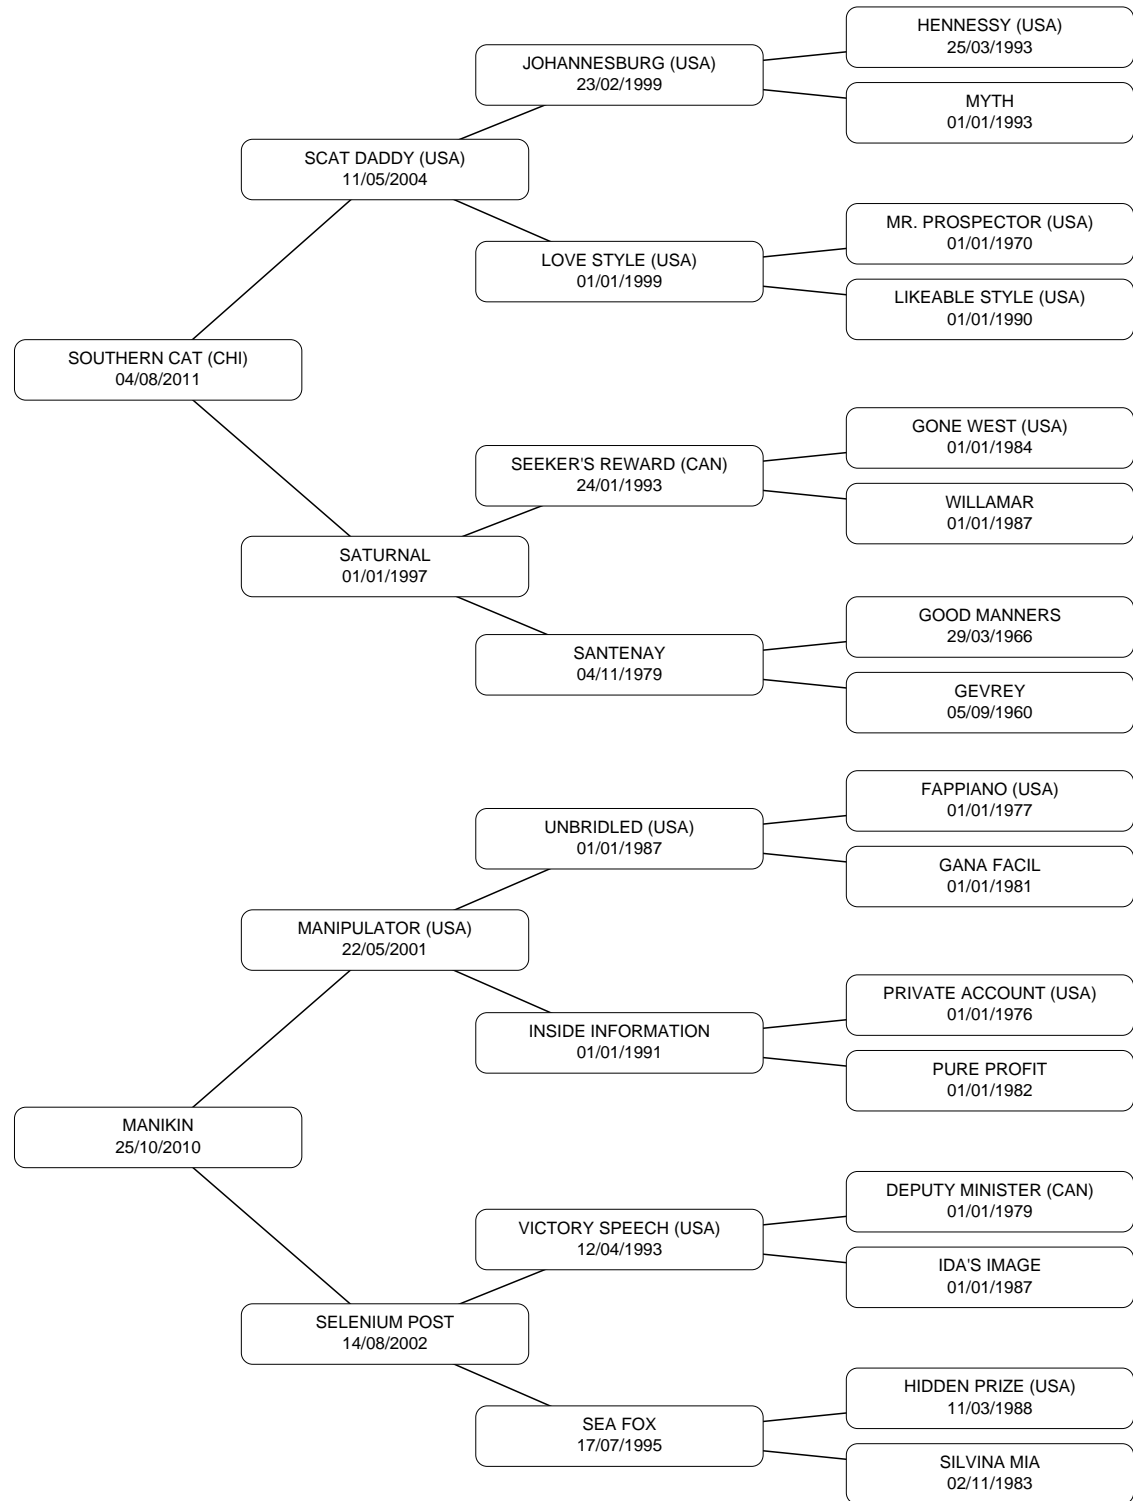 HENNESSY (USA)
25/03/1993
JOHANNESBURG (USA)
23/02/1999
MYTH
01/01/1993
SCAT DADDY (USA)
11/05/2004
MR. PROSPECTOR (USA)
01/01/1970
LOVE STYLE (USA)
01/01/1999
LIKEABLE STYLE (USA)
01/01/1990
SOUTHERN CAT (CHI)
04/08/2011
GONE WEST (USA)
01/01/1984
SEEKER'S REWARD (CAN)
24/01/1993
WILLAMAR
01/01/1987
SATURNAL
01/01/1997
GOOD MANNERS
29/03/1966
SANTENAY
04/11/1979
GEVREY
05/09/1960
FAPPIANO (USA)
01/01/1977
UNBRIDLED (USA)
01/01/1987
GANA FACIL
01/01/1981
MANIPULATOR (USA)
22/05/2001
PRIVATE ACCOUNT (USA)
01/01/1976
INSIDE INFORMATION
01/01/1991
PURE PROFIT
01/01/1982
MANIKIN
25/10/2010
DEPUTY MINISTER (CAN)
01/01/1979
VICTORY SPEECH (USA)
12/04/1993
IDA'S IMAGE
01/01/1987
SELENIUM POST
14/08/2002
HIDDEN PRIZE (USA)
11/03/1988
SEA FOX
17/07/1995
SILVINA MIA
02/11/1983